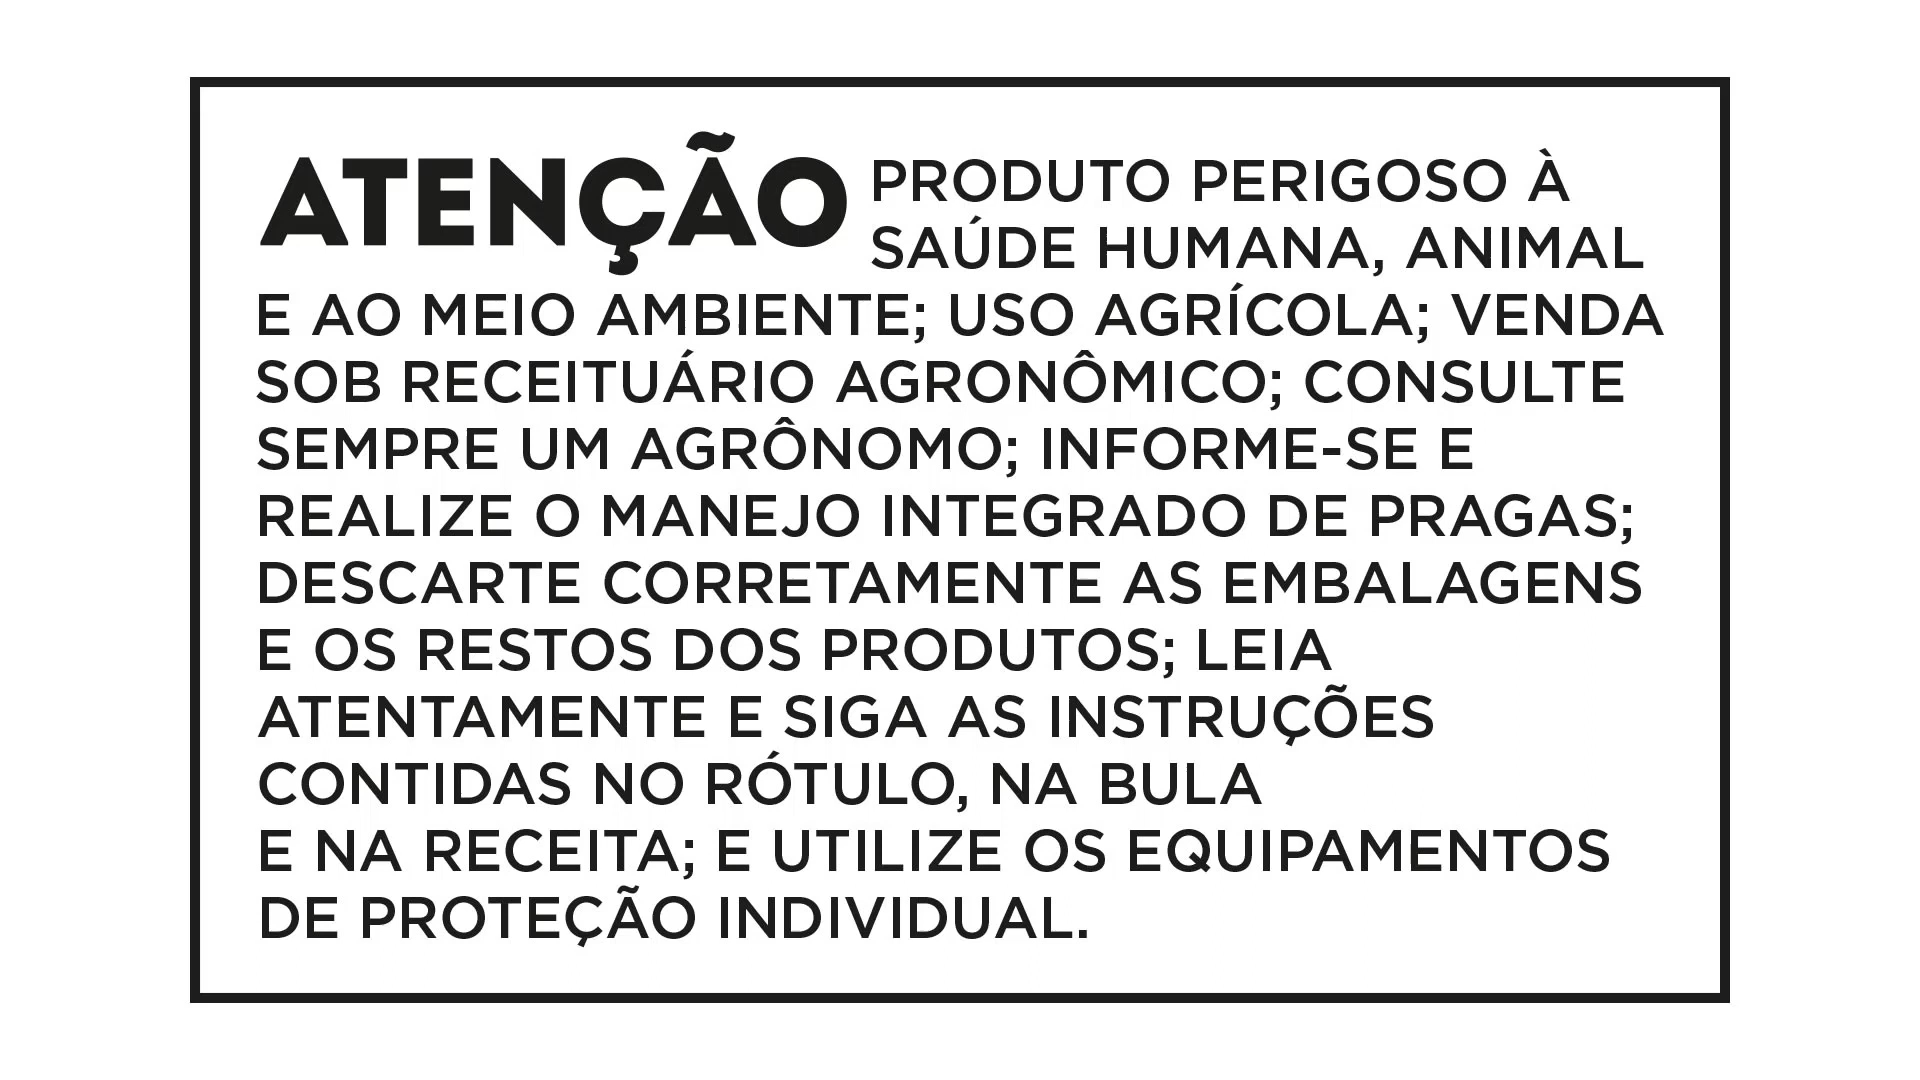 ATENÇÃO PRODUTO PERIGOSO À
SAÚDE HUMANA, ANIMAL
E AO MEIO AMBIENTE; USO AGRÍCOLA; VENDA
SOB RECEITUÁRIO AGRONÔMICO; CONSULTE
SEMPRE UM AGRÔNOMO; INFORME-SE E
REALIZE O MANEJO INTEGRADO DE PRAGAS;
DESCARTE CORRETAMENTE AS EMBALAGENS
E OS RESTOS DOS PRODUTOS; LEIA
ATENTAMENTE E SIGA AS INSTRUÇÕES
CONTIDAS NO RÓTULO, NA BULA
E NA RECEITA; E UTILIZE OS EQUIPAMENTOS
DE PROTEÇÃO INDIVIDUAL.